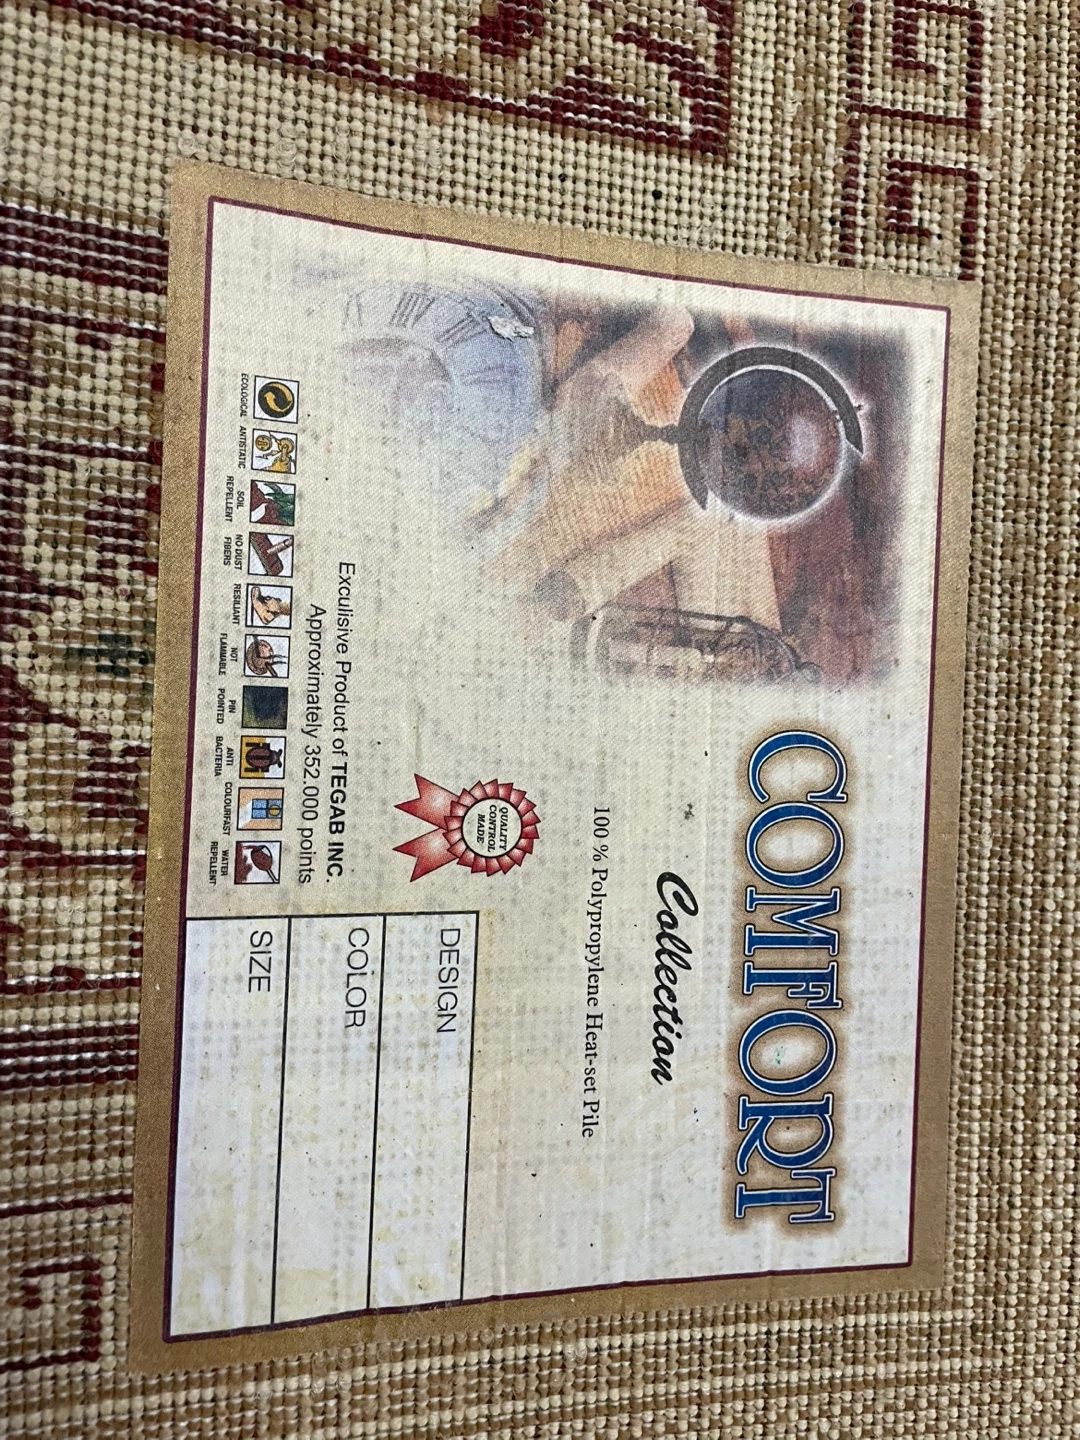 COMFORT
Collection
100 % Polypropylene Heat-set Pile
QUALITY
CONTROL
MADE
Exculisive Product of TEGAB INC.
Approximately 352.000 points
ECOLOGICAL
ANTISTATIC
SOIL
REPELLENT
NO DUST
FIBERS
RESILIANT
NOT
FLAMMABLE
PIN
POINTED
ANTI
BACTERIA
COLOURFAST
WATER
REPELLENT
DESIGN
COLOR
SIZE